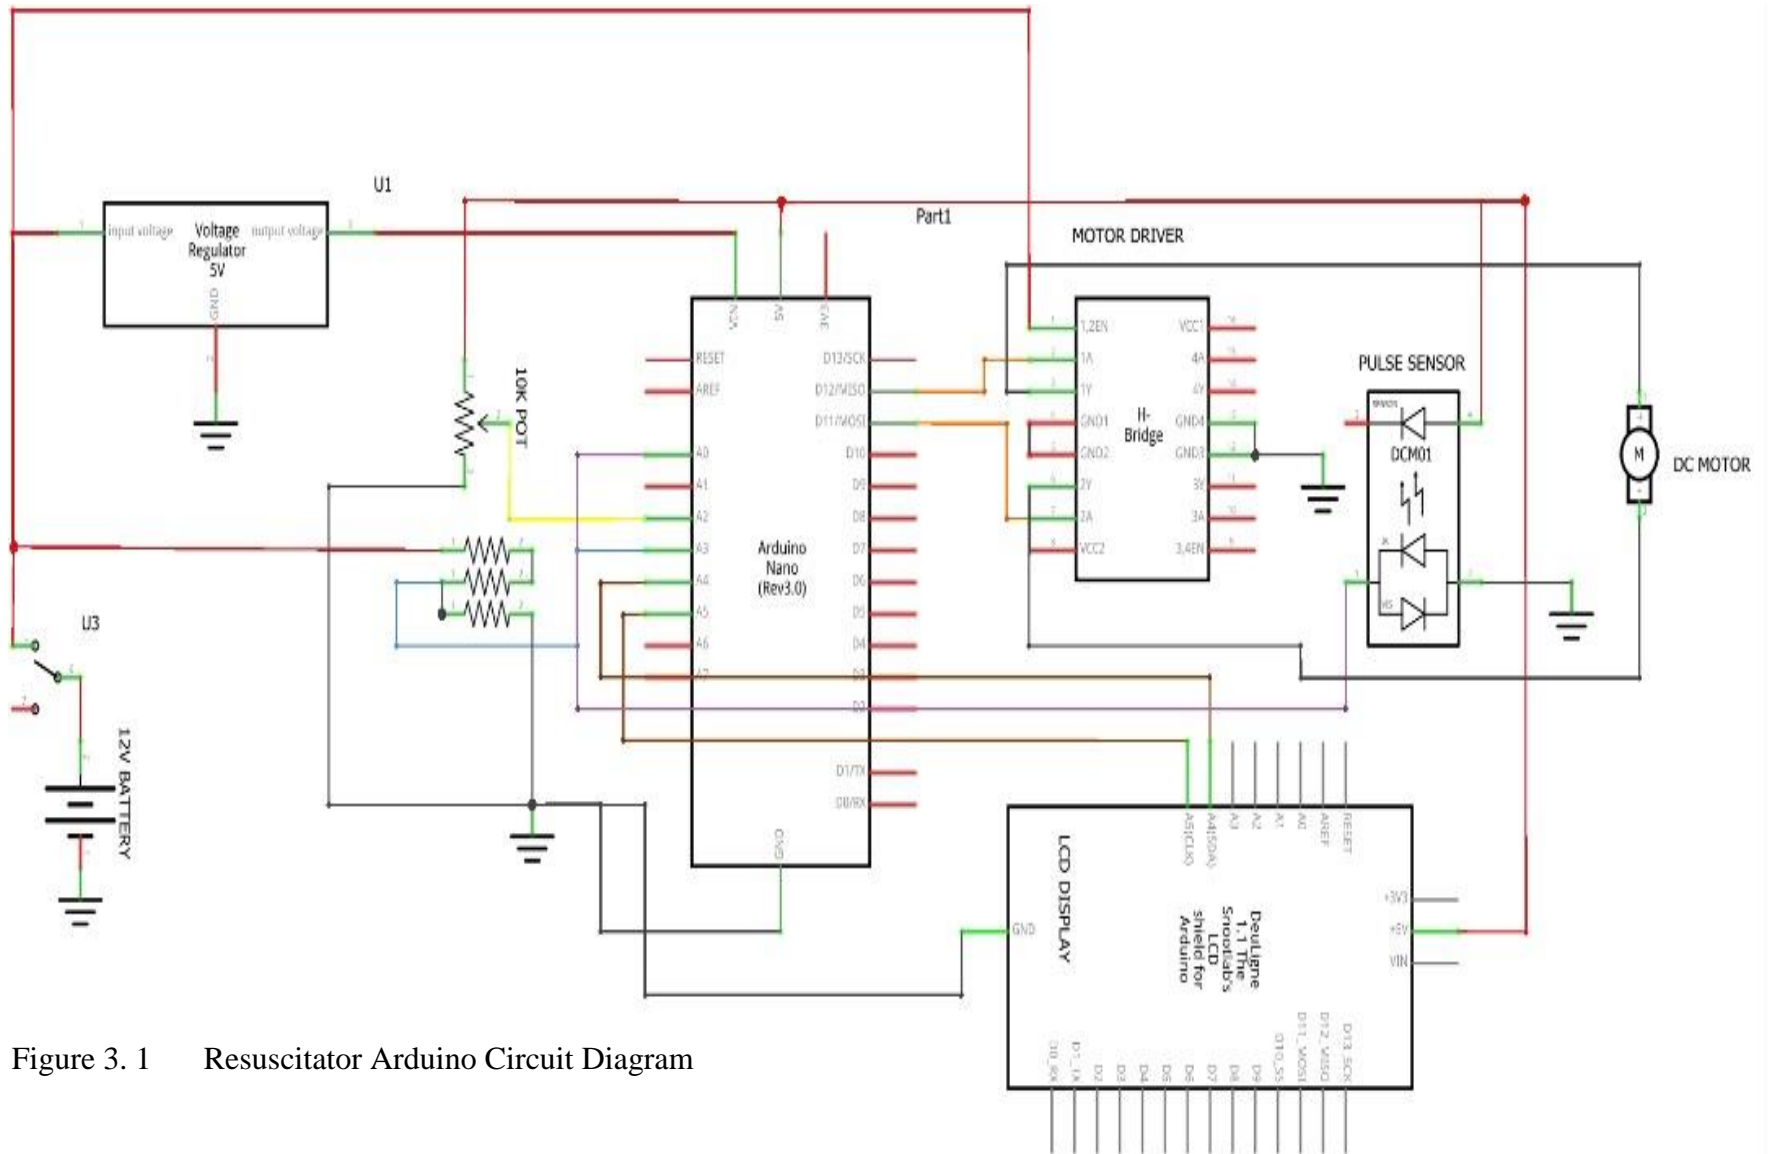 U1
input voltage
Voltage
Regulator
5V
output voltage
GND
Part1
MOTOR DRIVER
VIN
5V
3V3
RESET
AREF
A0
A1
A2
A3
A4
A5
A6
A7
D13/SCK
D12/MISO
D11/MOSI
D10
D9
D8
D7
D6
D5
D4
D3
D2
D1/TX
D0/RX
GND
Arduino
Nano
(Rev3.0)
10K POT
1,2EN
1A
1Y
GND1
GND2
2Y
2A
VCC2
H-
Bridge
VCC1
4A
4Y
GND4
GND3
3Y
3A
3,4EN
PULSE SENSOR
DCM01
M
DC MOTOR
U3
12V BATTERY
A5(CLK)
A4(SDA)
A3
A2
A1
A0
AREF
RESET
LCD DISPLAY
DeuLigne
1.1 The
Snootlab's
LCD
shield for
Arduino
GND
+3V3
+5V
VIN
D0_RX
D1_TX
D2
D3
D4
D5
D6
D7
D8
D9
D10_SS
D11_MOSI
D12_MISO
D13_SCK
Figure 3. 1 Resuscitator Arduino Circuit Diagram